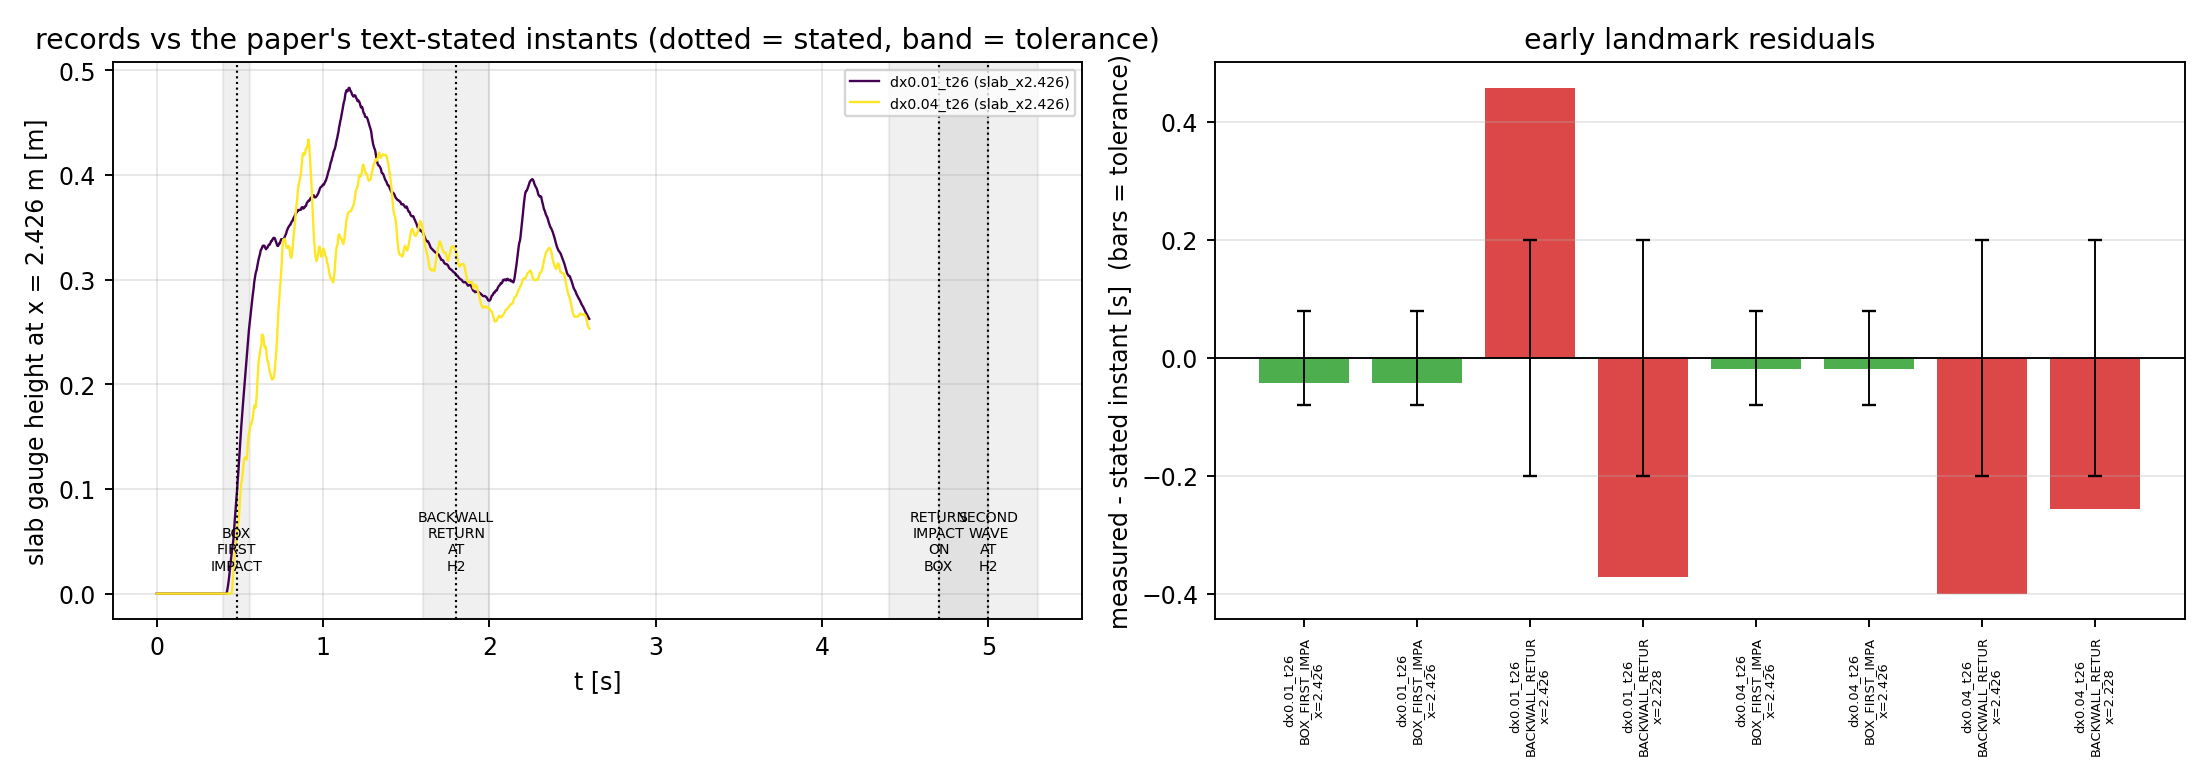 records vs the paper's text-stated instants (dotted = stated, band = tolerance)
slab gauge height at x = 2.426 m [m]
0.5
0.4
0.3
0.2
0.1
0.0
dx0.01_t26 (slab_x2.426)
dx0.04_t26 (slab_x2.426)
BOX
FIRST
IMPACT
BACKWALL
RETURN
AT
H2
RETURN
IMPACT
ON
BOX
SECOND
WAVE
AT
H2
0
1
2
3
4
5
t [s]
early landmark residuals
measured - stated instant [s]  (bars = tolerance)
0.4
0.2
0.0
−0.2
−0.4
dx0.01_t26
BOX_FIRST_IMPA
x=2.426
dx0.01_t26
BOX_FIRST_IMPA
x=2.426
dx0.01_t26
BACKWALL_RETUR
x=2.426
dx0.01_t26
BACKWALL_RETUR
x=2.228
dx0.04_t26
BOX_FIRST_IMPA
x=2.426
dx0.04_t26
BOX_FIRST_IMPA
x=2.426
dx0.04_t26
BACKWALL_RETUR
x=2.426
dx0.04_t26
BACKWALL_RETUR
x=2.228